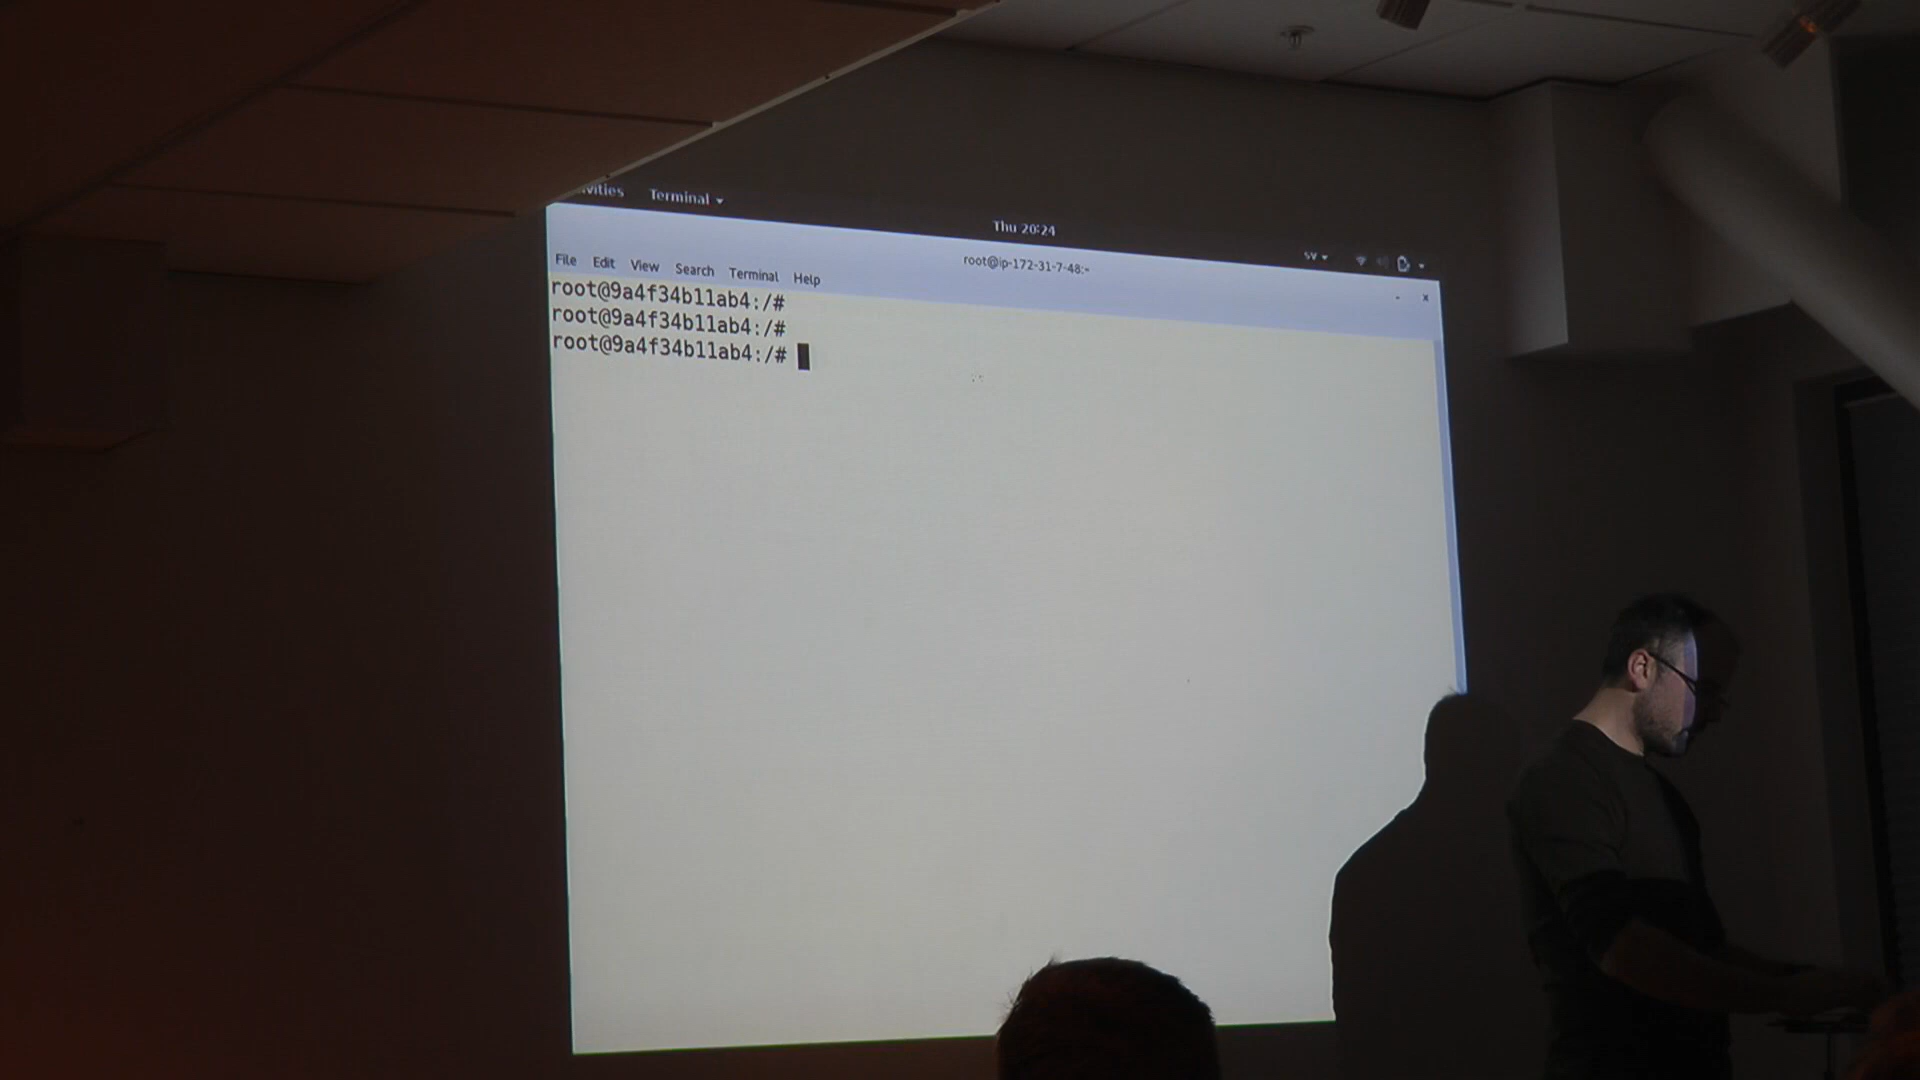 vities Terminal
Thu 20:24
sv
root@ip-172-31-7-48:~
File Edit View Search Terminal Help
root@9a4f34b11ab4:/#
root@9a4f34b11ab4:/#
root@9a4f34b11ab4:/#